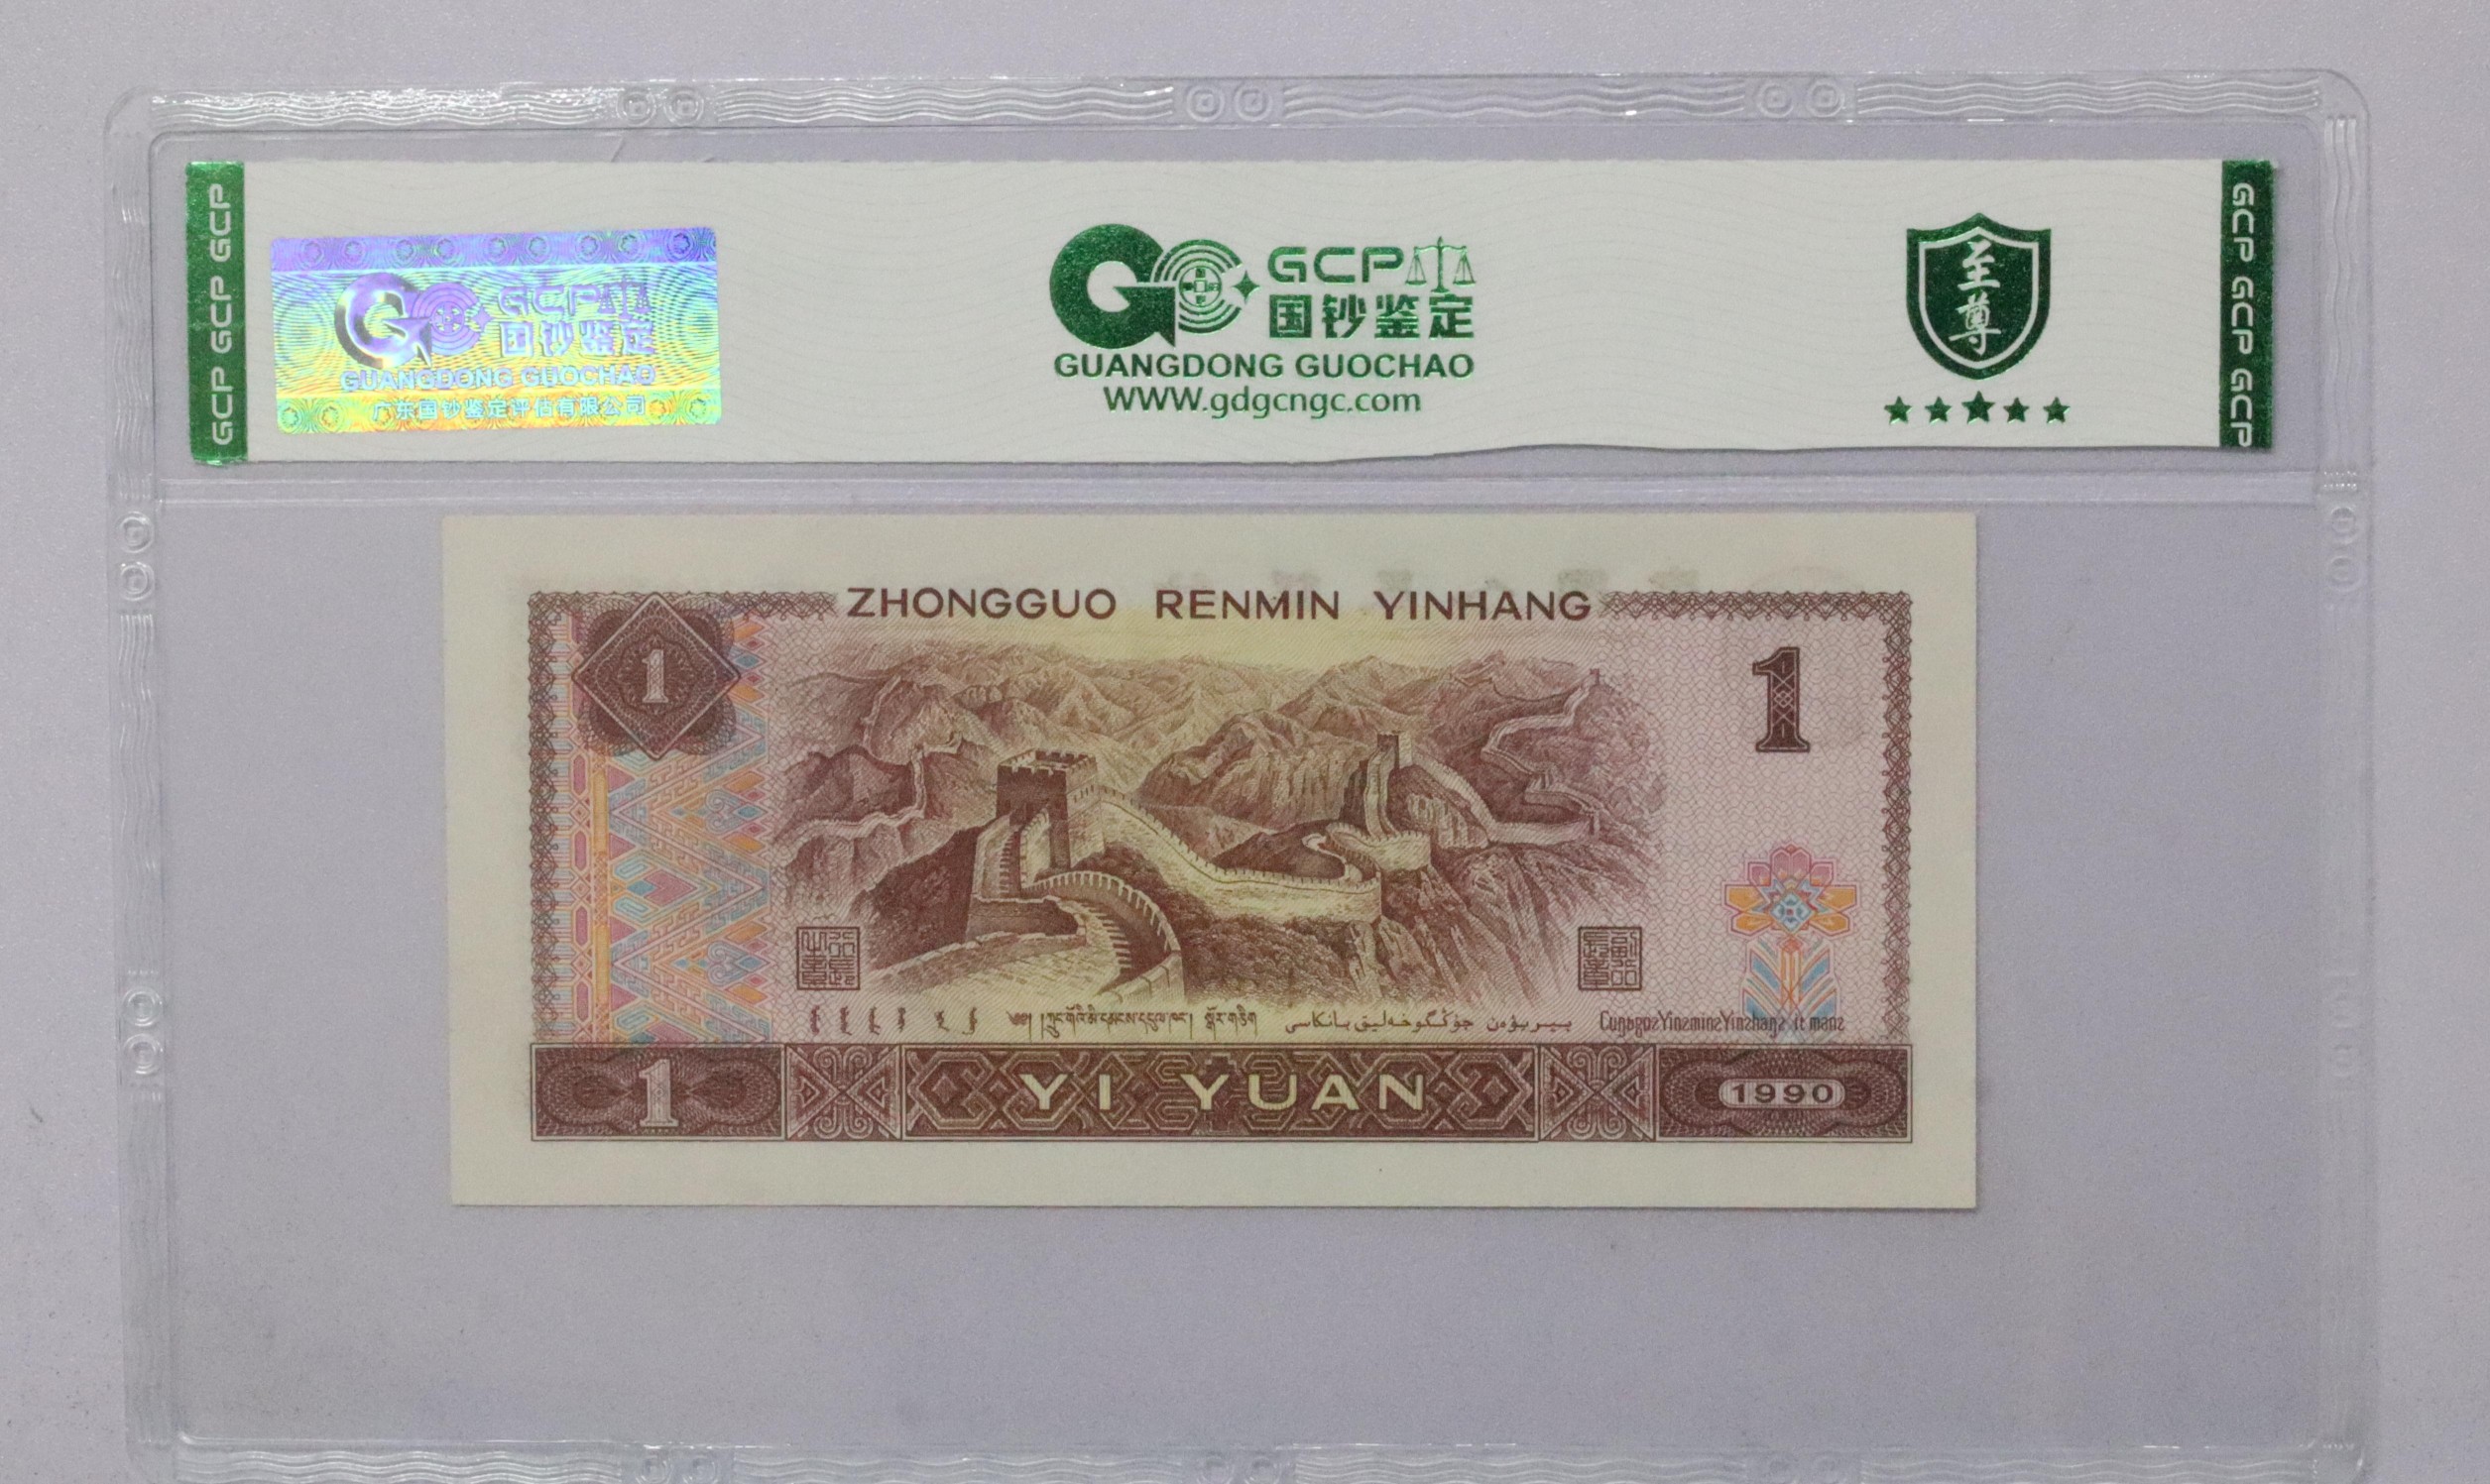 GCP GCP GCP
GCP
国钞鉴定
GUANGDONG GUOCHAO
广东国钞鉴定评估有限公司
GCP
国钞鉴定
GUANGDONG GUOCHAO
www.gdgcngc.com
至尊
GCP GCP GCP
ZHONGGUO RENMIN YINHANG
1
1
YI YUAN
1
1990